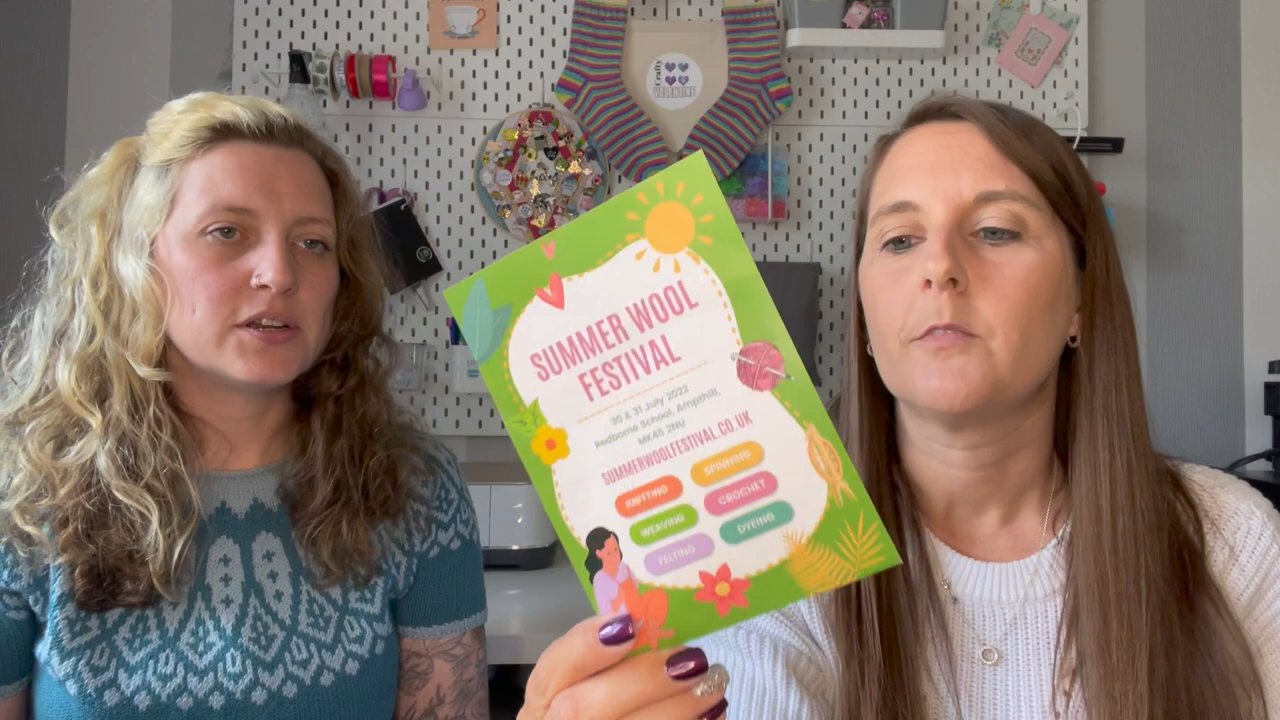 Crafty
VALENTINE
SUMMER WOOL
FESTIVAL
30 & 31 July 2022
Redborne School, Ampthill,
MK45 2NU
SUMMERWOOLFESTIVAL.CO.UK
KNITTING
SPINNING
WEAVING
CROCHET
FELTING
DYEING